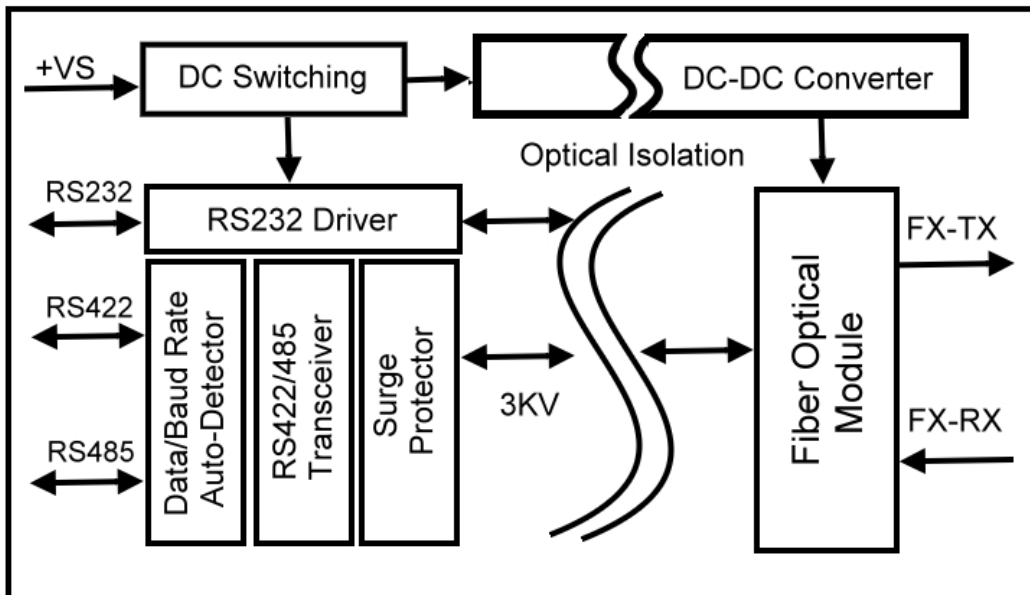 +VS
DC Switching
DC-DC Converter
Optical Isolation
RS232
RS232 Driver
FX-TX
RS422
Data/Baud Rate
Auto-Detector
RS422/485
Transceiver
Surge
Protector
3KV
Fiber Optical
Module
FX-RX
RS485